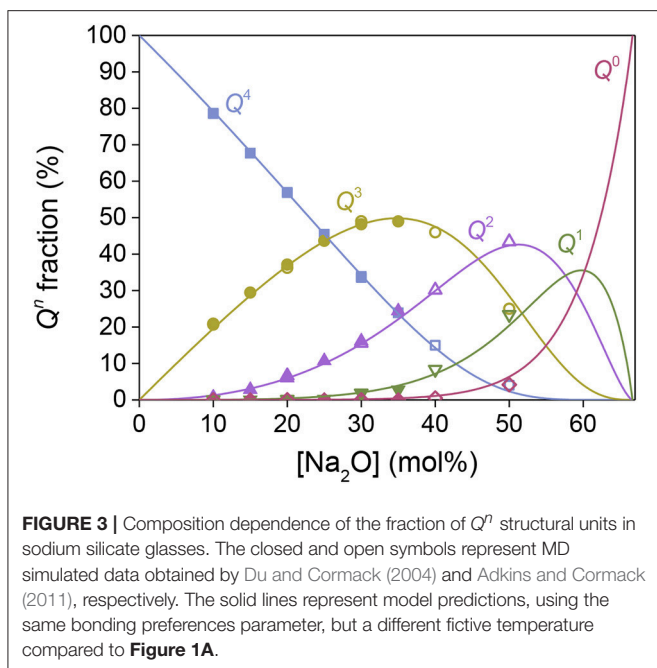 100
90
80
70
60
50
40
30
20
10
0
Qⁿ fraction (%)
Q⁴
Q³
Q²
Q¹
Q⁰
0 10 20 30 40 50 60
[Na₂O] (mol%)
FIGURE 3 | Composition dependence of the fraction of Qⁿ structural units in
sodium silicate glasses. The closed and open symbols represent MD
simulated data obtained by Du and Cormack (2004) and Adkins and Cormack
(2011), respectively. The solid lines represent model predictions, using the
same bonding preferences parameter, but a different fictive temperature
compared to Figure 1A.